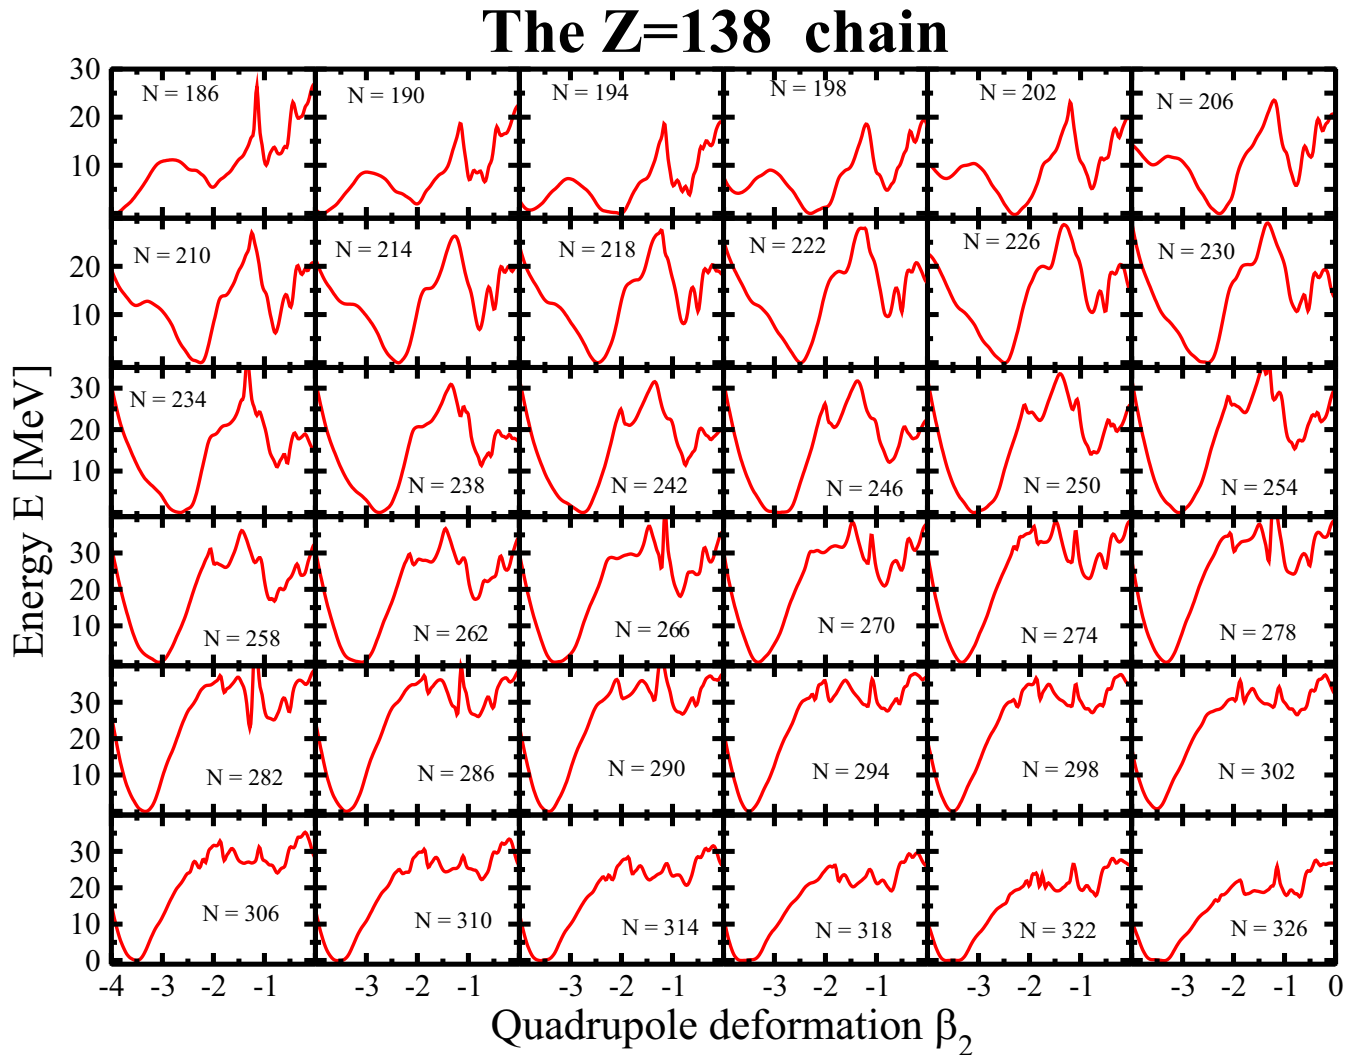 The Z=138 chain
30
20
10
N = 186
N = 190
N = 194
N = 198
N = 202
N = 206
20
10
N = 210
N = 214
N = 218
N = 222
N = 226
N = 230
30
20
10
N = 234
N = 238
N = 242
N = 246
N = 250
N = 254
30
20
10
N = 258
N = 262
N = 266
N = 270
N = 274
N = 278
30
20
10
N = 282
N = 286
N = 290
N = 294
N = 298
N = 302
30
20
10
0
N = 306
N = 310
N = 314
N = 318
N = 322
N = 326
-4 -3 -2 -1 -3 -2 -1 -3 -2 -1 -3 -2 -1 -3 -2 -1 -3 -2 -1 0
Energy E [MeV]
Quadrupole deformation β₂